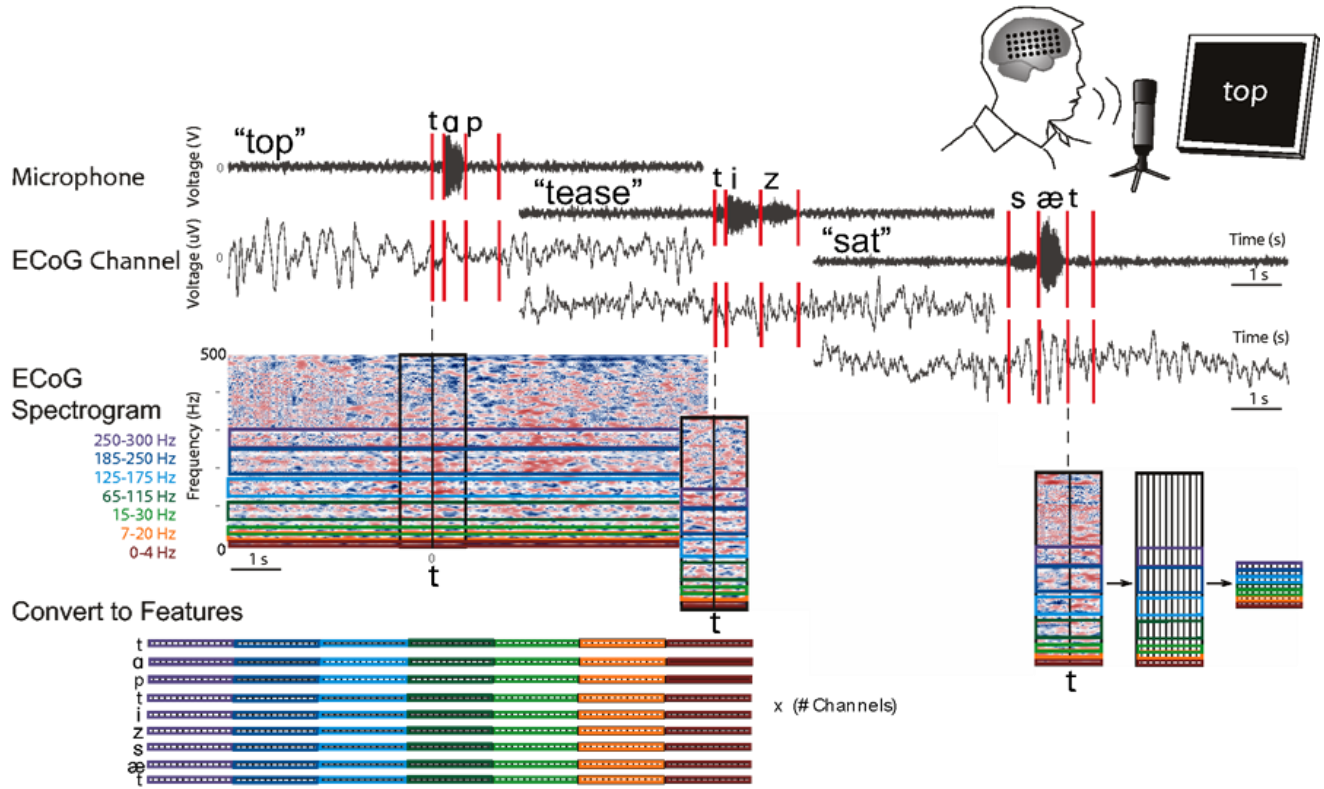 top
t ɑ p
“top”
Microphone
Voltage (V)
0
t i z
“tease”
s æ t
“sat”
ECoG Channel
Voltage (uV)
0
Time (s)
1 s
Time (s)
1 s
ECoG
Spectrogram
500
Frequency (Hz)
0
250-300 Hz
185-250 Hz
125-175 Hz
65-115 Hz
15-30 Hz
7-20 Hz
0-4 Hz
1 s
0
t
t
t
Convert to Features
t
ɑ
p
t
i
z
s
æ
t
x (# Channels)